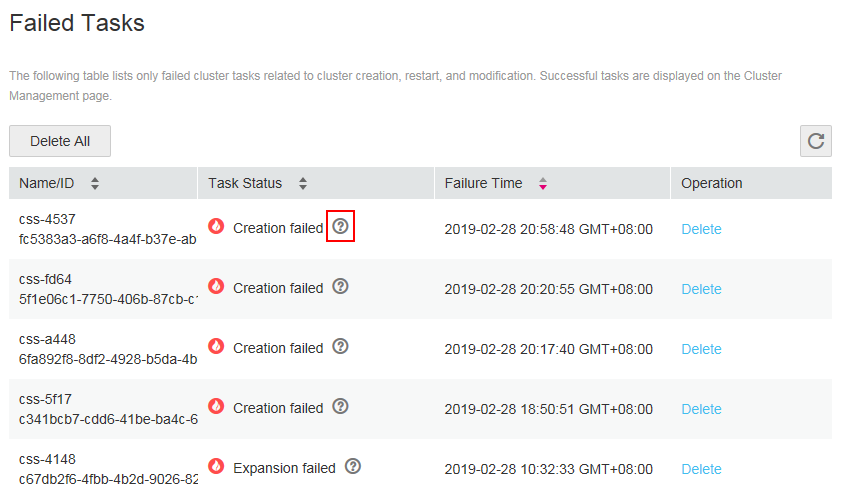 Failed Tasks
The following table lists only failed cluster tasks related to cluster creation, restart, and modification. Successful tasks are displayed on the Cluster
Management page.
Delete All
Name/ID Task Status Failure Time Operation
css-4537
fc5383a3-a6f8-4a4f-b37e-ab
Creation failed 2019-02-28 20:58:48 GMT+08:00 Delete
css-fd64
5f1e06c1-7750-406b-87cb-c1
Creation failed 2019-02-28 20:20:55 GMT+08:00 Delete
css-a448
6fa892f8-8df2-4928-b5da-4b
Creation failed 2019-02-28 20:17:40 GMT+08:00 Delete
css-5f17
c341bcb7-cdd6-41be-ba4c-6
Creation failed 2019-02-28 18:50:51 GMT+08:00 Delete
css-4148
c67db2f6-4fbb-4b2d-9026-82
Expansion failed 2019-02-28 10:32:33 GMT+08:00 Delete